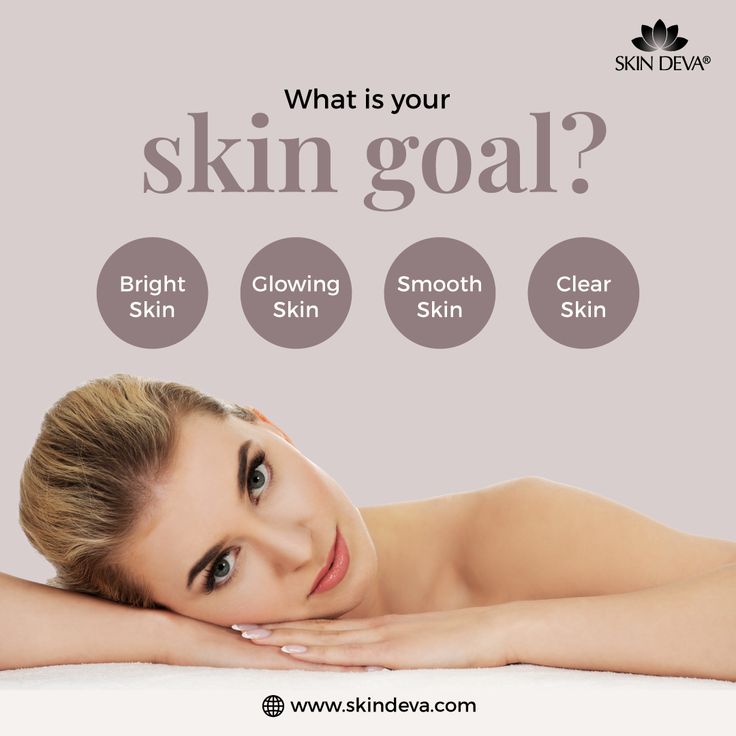 SKIN DEVA®
What is your
skin goal?
Bright
Skin
Glowing
Skin
Smooth
Skin
Clear
Skin
www.skindeva.com